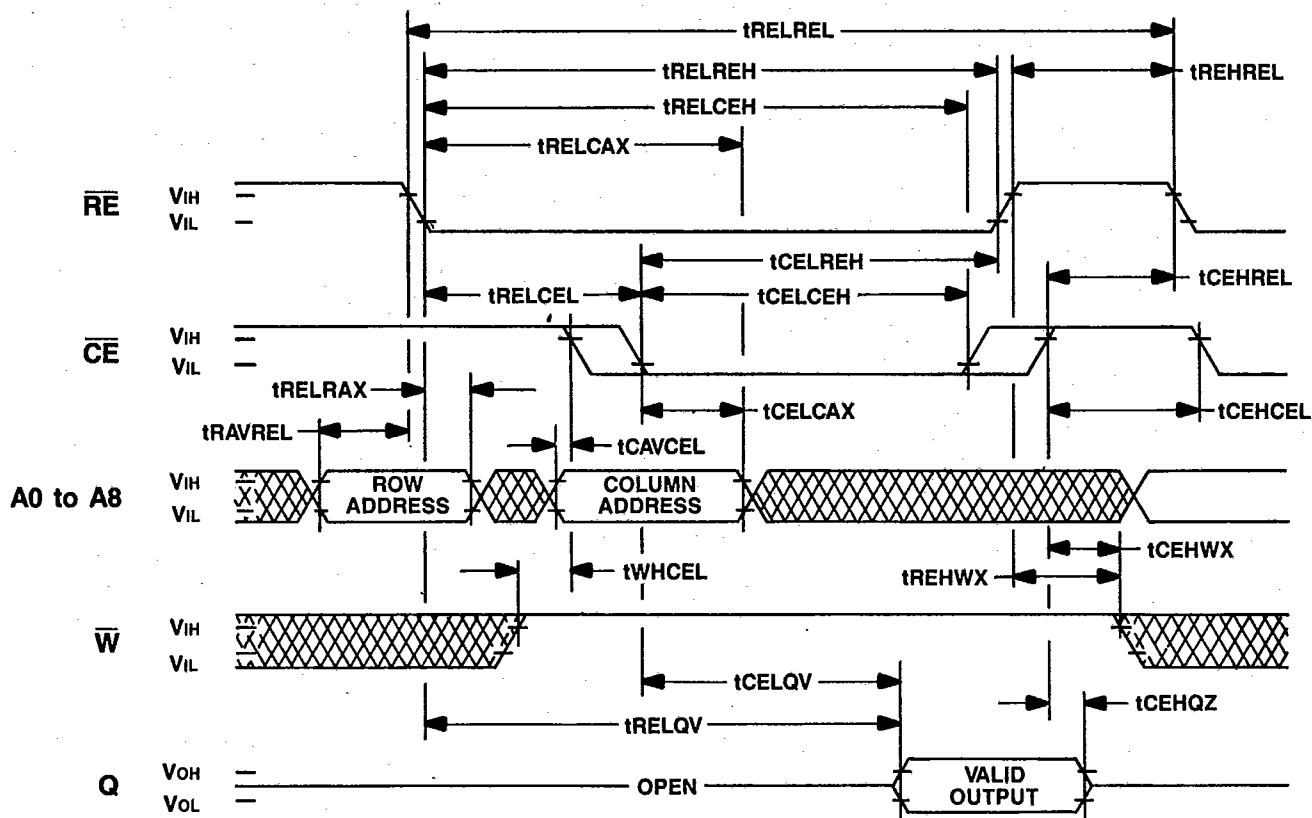 tRELREL
tRELREH
tREHREL
tRELCEH
tRELCAX
RE
VIH
VIL
tCELREH
tCEHREL
tRELCEL
tCELCEH
CE
VIH
VIL
tRELRAX
tCELCAX
tCEHCEL
tRAVREL
tCAVCEL
A0 to A8
VIH
VIL
ROW
ADDRESS
COLUMN
ADDRESS
tCEHWX
tWHCEL
tREHWX
W
VIH
VIL
tCELQV
tCEHQZ
tRELQV
Q
VOH
VOL
OPEN
VALID
OUTPUT